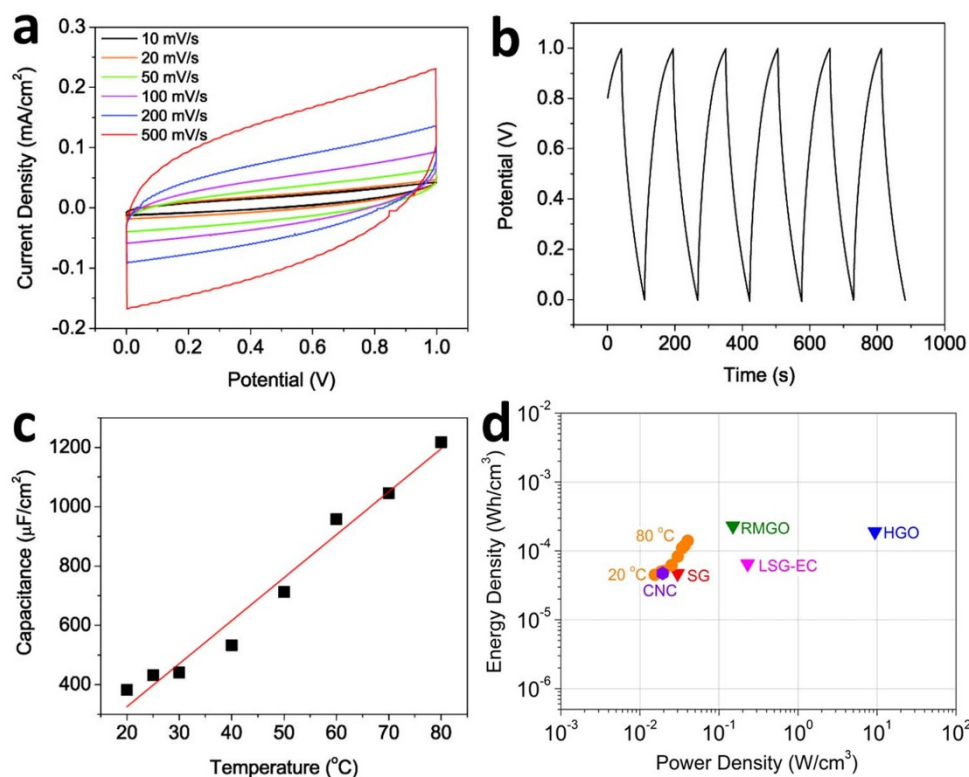 a
0.3
0.2
0.1
0.0
-0.1
-0.2
Current Density (mA/cm²)
10 mV/s
20 mV/s
50 mV/s
100 mV/s
200 mV/s
500 mV/s
0.0 0.2 0.4 0.6 0.8 1.0
Potential (V)
b
1.0
0.8
0.6
0.4
0.2
0.0
Potential (V)
0 200 400 600 800 1000
Time (s)
c
1200
1000
800
600
400
Capacitance (μF/cm²)
20 30 40 50 60 70 80
Temperature (°C)
d
10⁻²
10⁻³
10⁻⁴
10⁻⁵
10⁻⁶
Energy Density (Wh/cm³)
80 °C
20 °C
CNC
SG
RMGO
LSG-EC
HGO
10⁻³ 10⁻² 10⁻¹ 10⁰ 10¹ 10²
Power Density (W/cm³)